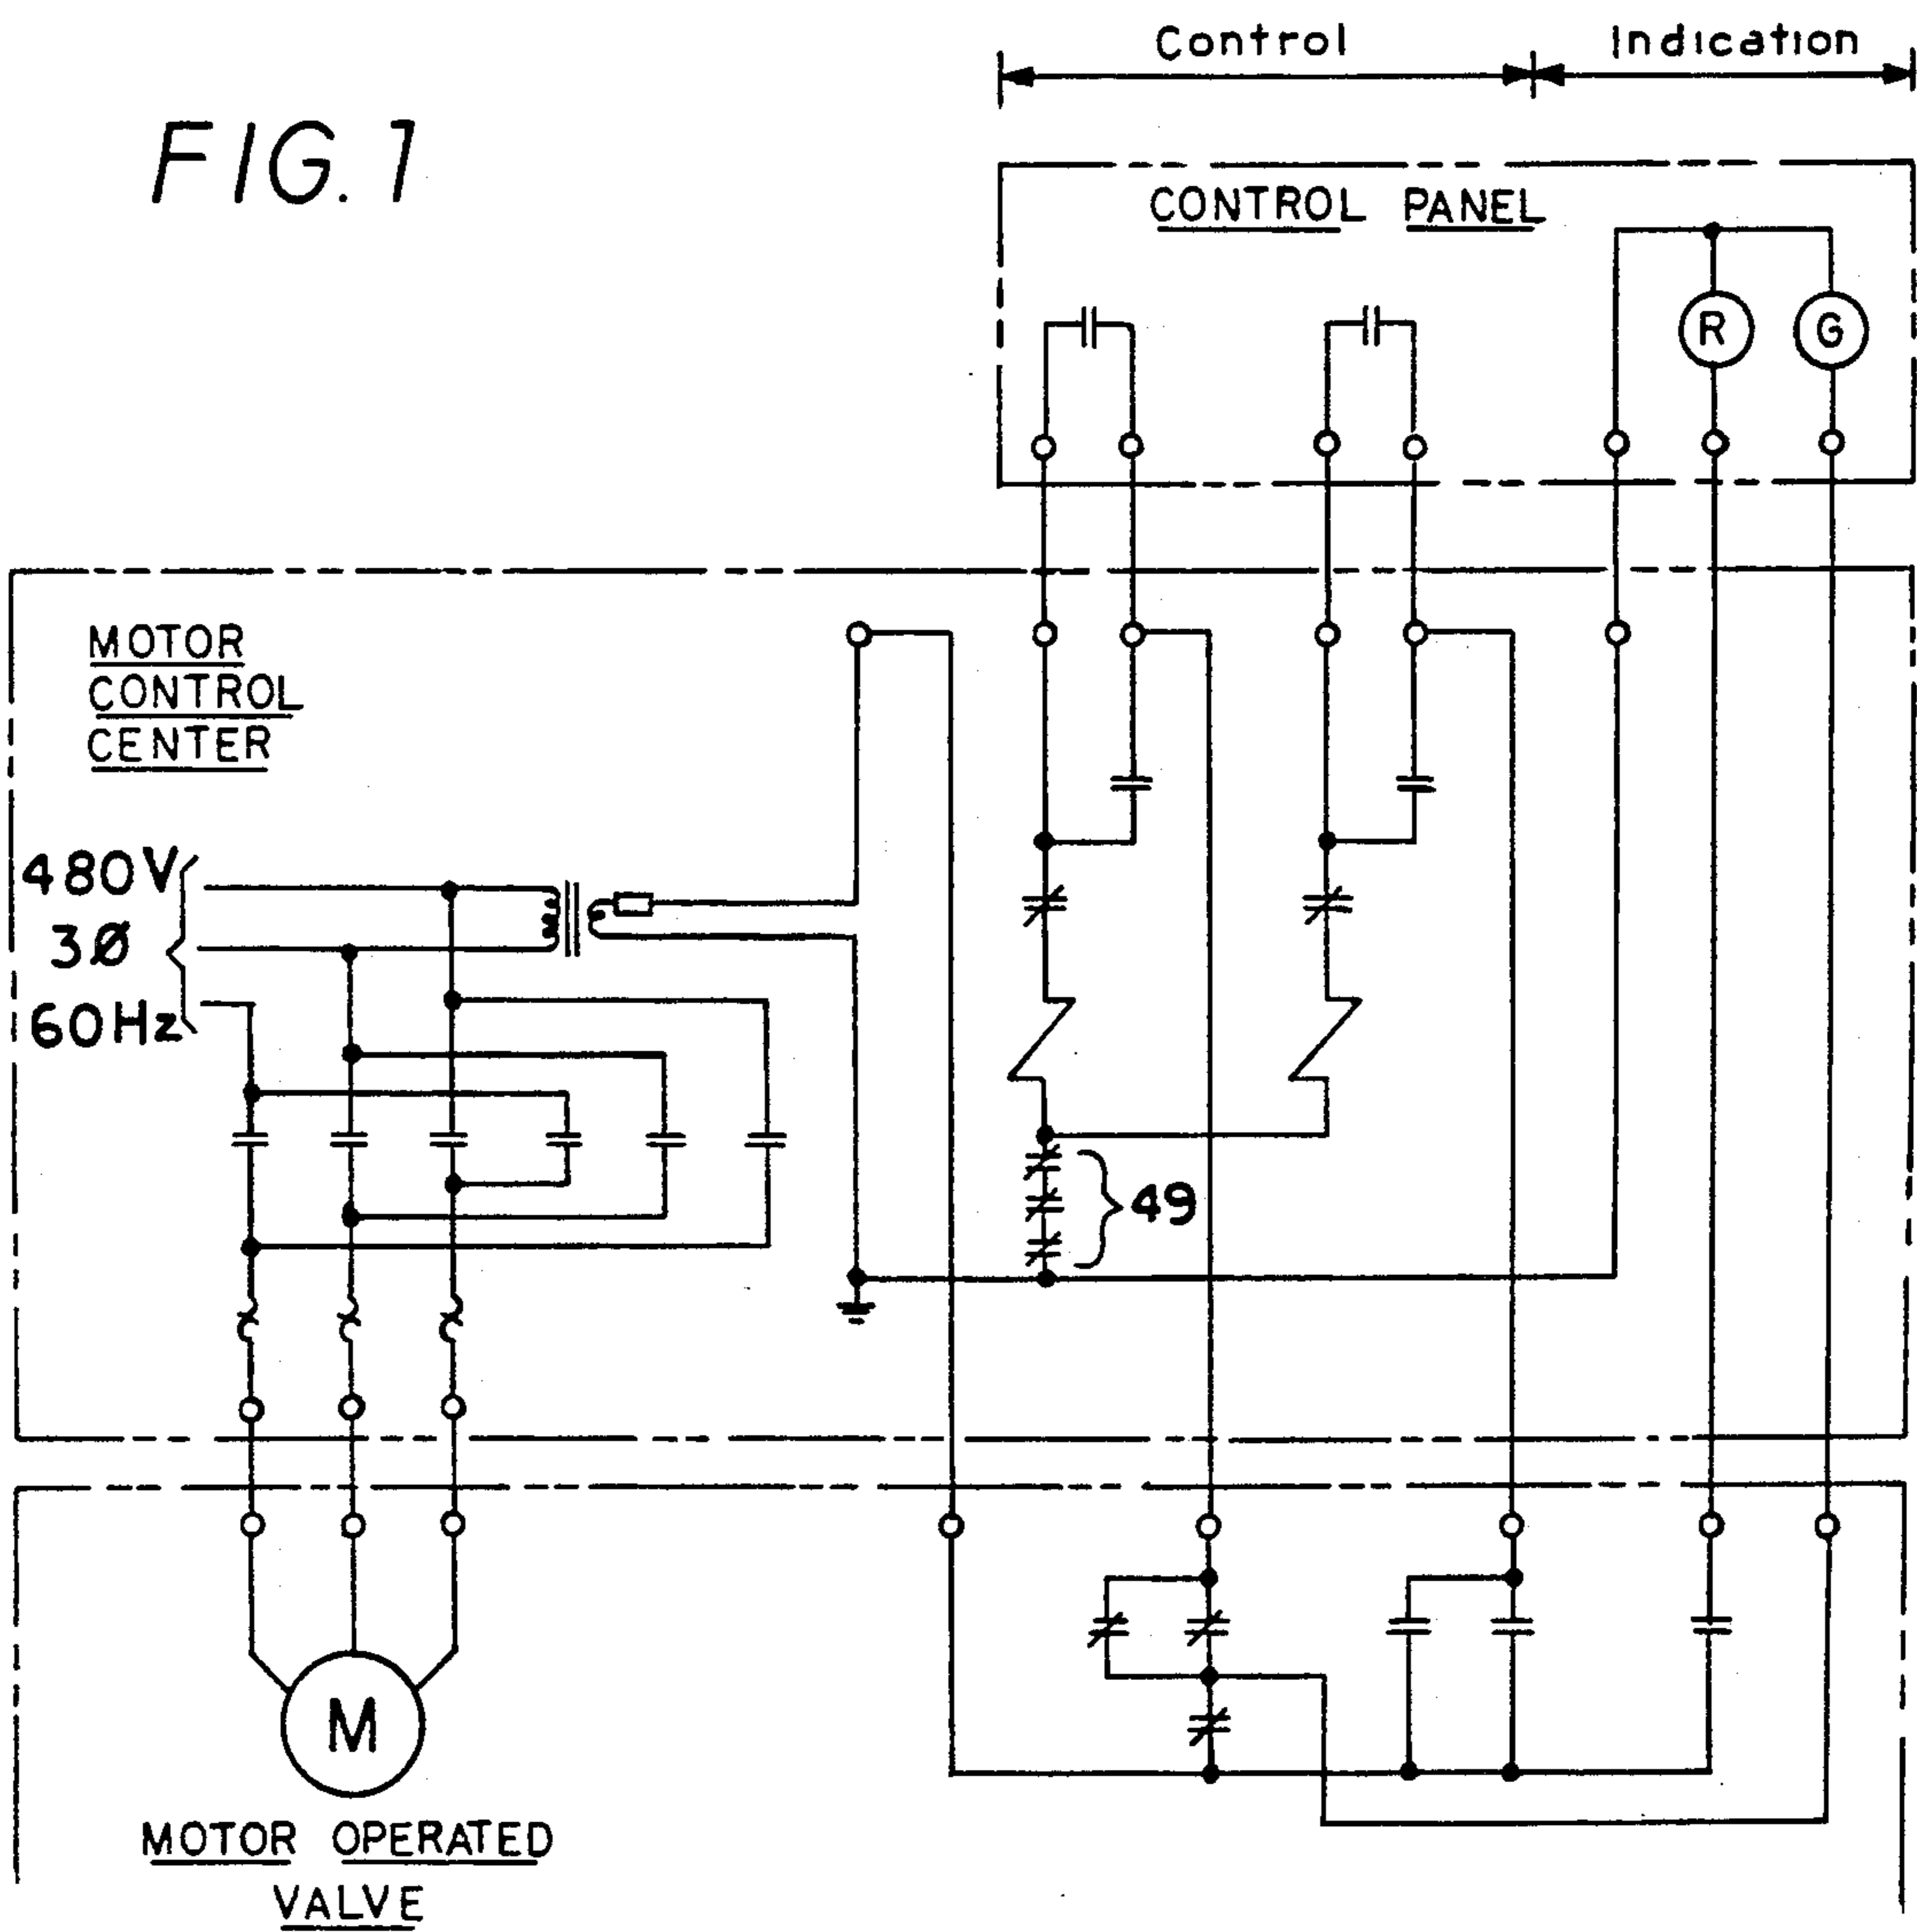 Control
Indication
FIG. 1
CONTROL PANEL
R
G
MOTOR
CONTROL
CENTER
480V
3Ø
60Hz
49
M
MOTOR OPERATED
VALVE